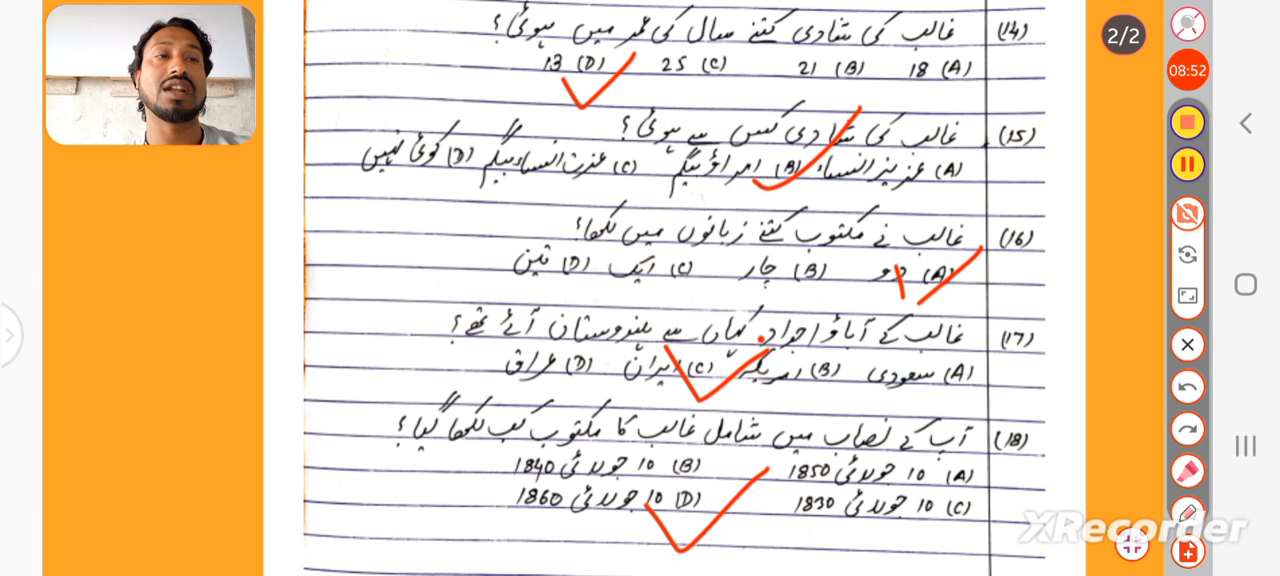 2/2
08:52
(14) غالب کی شادی کتنے سال کی عمر میں ہوئی؟
(A) 18 (B) 21 (C) 25 (D) 13
(15) غالب کی شادی کس سے ہوئی؟
(A) عزیز النساء (B) امراؤ بیگم (C) عزت النساء بیگم (D) کوئی نہیں
(16) غالب نے مکتوب کتنے زبانوں میں لکھا؟
(A) دو (B) چار (C) ایک (D) تین
(17) غالب کے آباؤ اجداد کہاں سے ہندوستان آئے تھے؟
(A) سعودی (B) امریکہ (C) ایران (D) عراق
(18) آپ کے نصاب میں شامل غالب کا مکتوب کب لکھا گیا؟
(A) 10 جولائی 1850 (B) 10 جولائی 1840
(C) 10 جولائی 1830 (D) 10 جولائی 1860
XRecorder